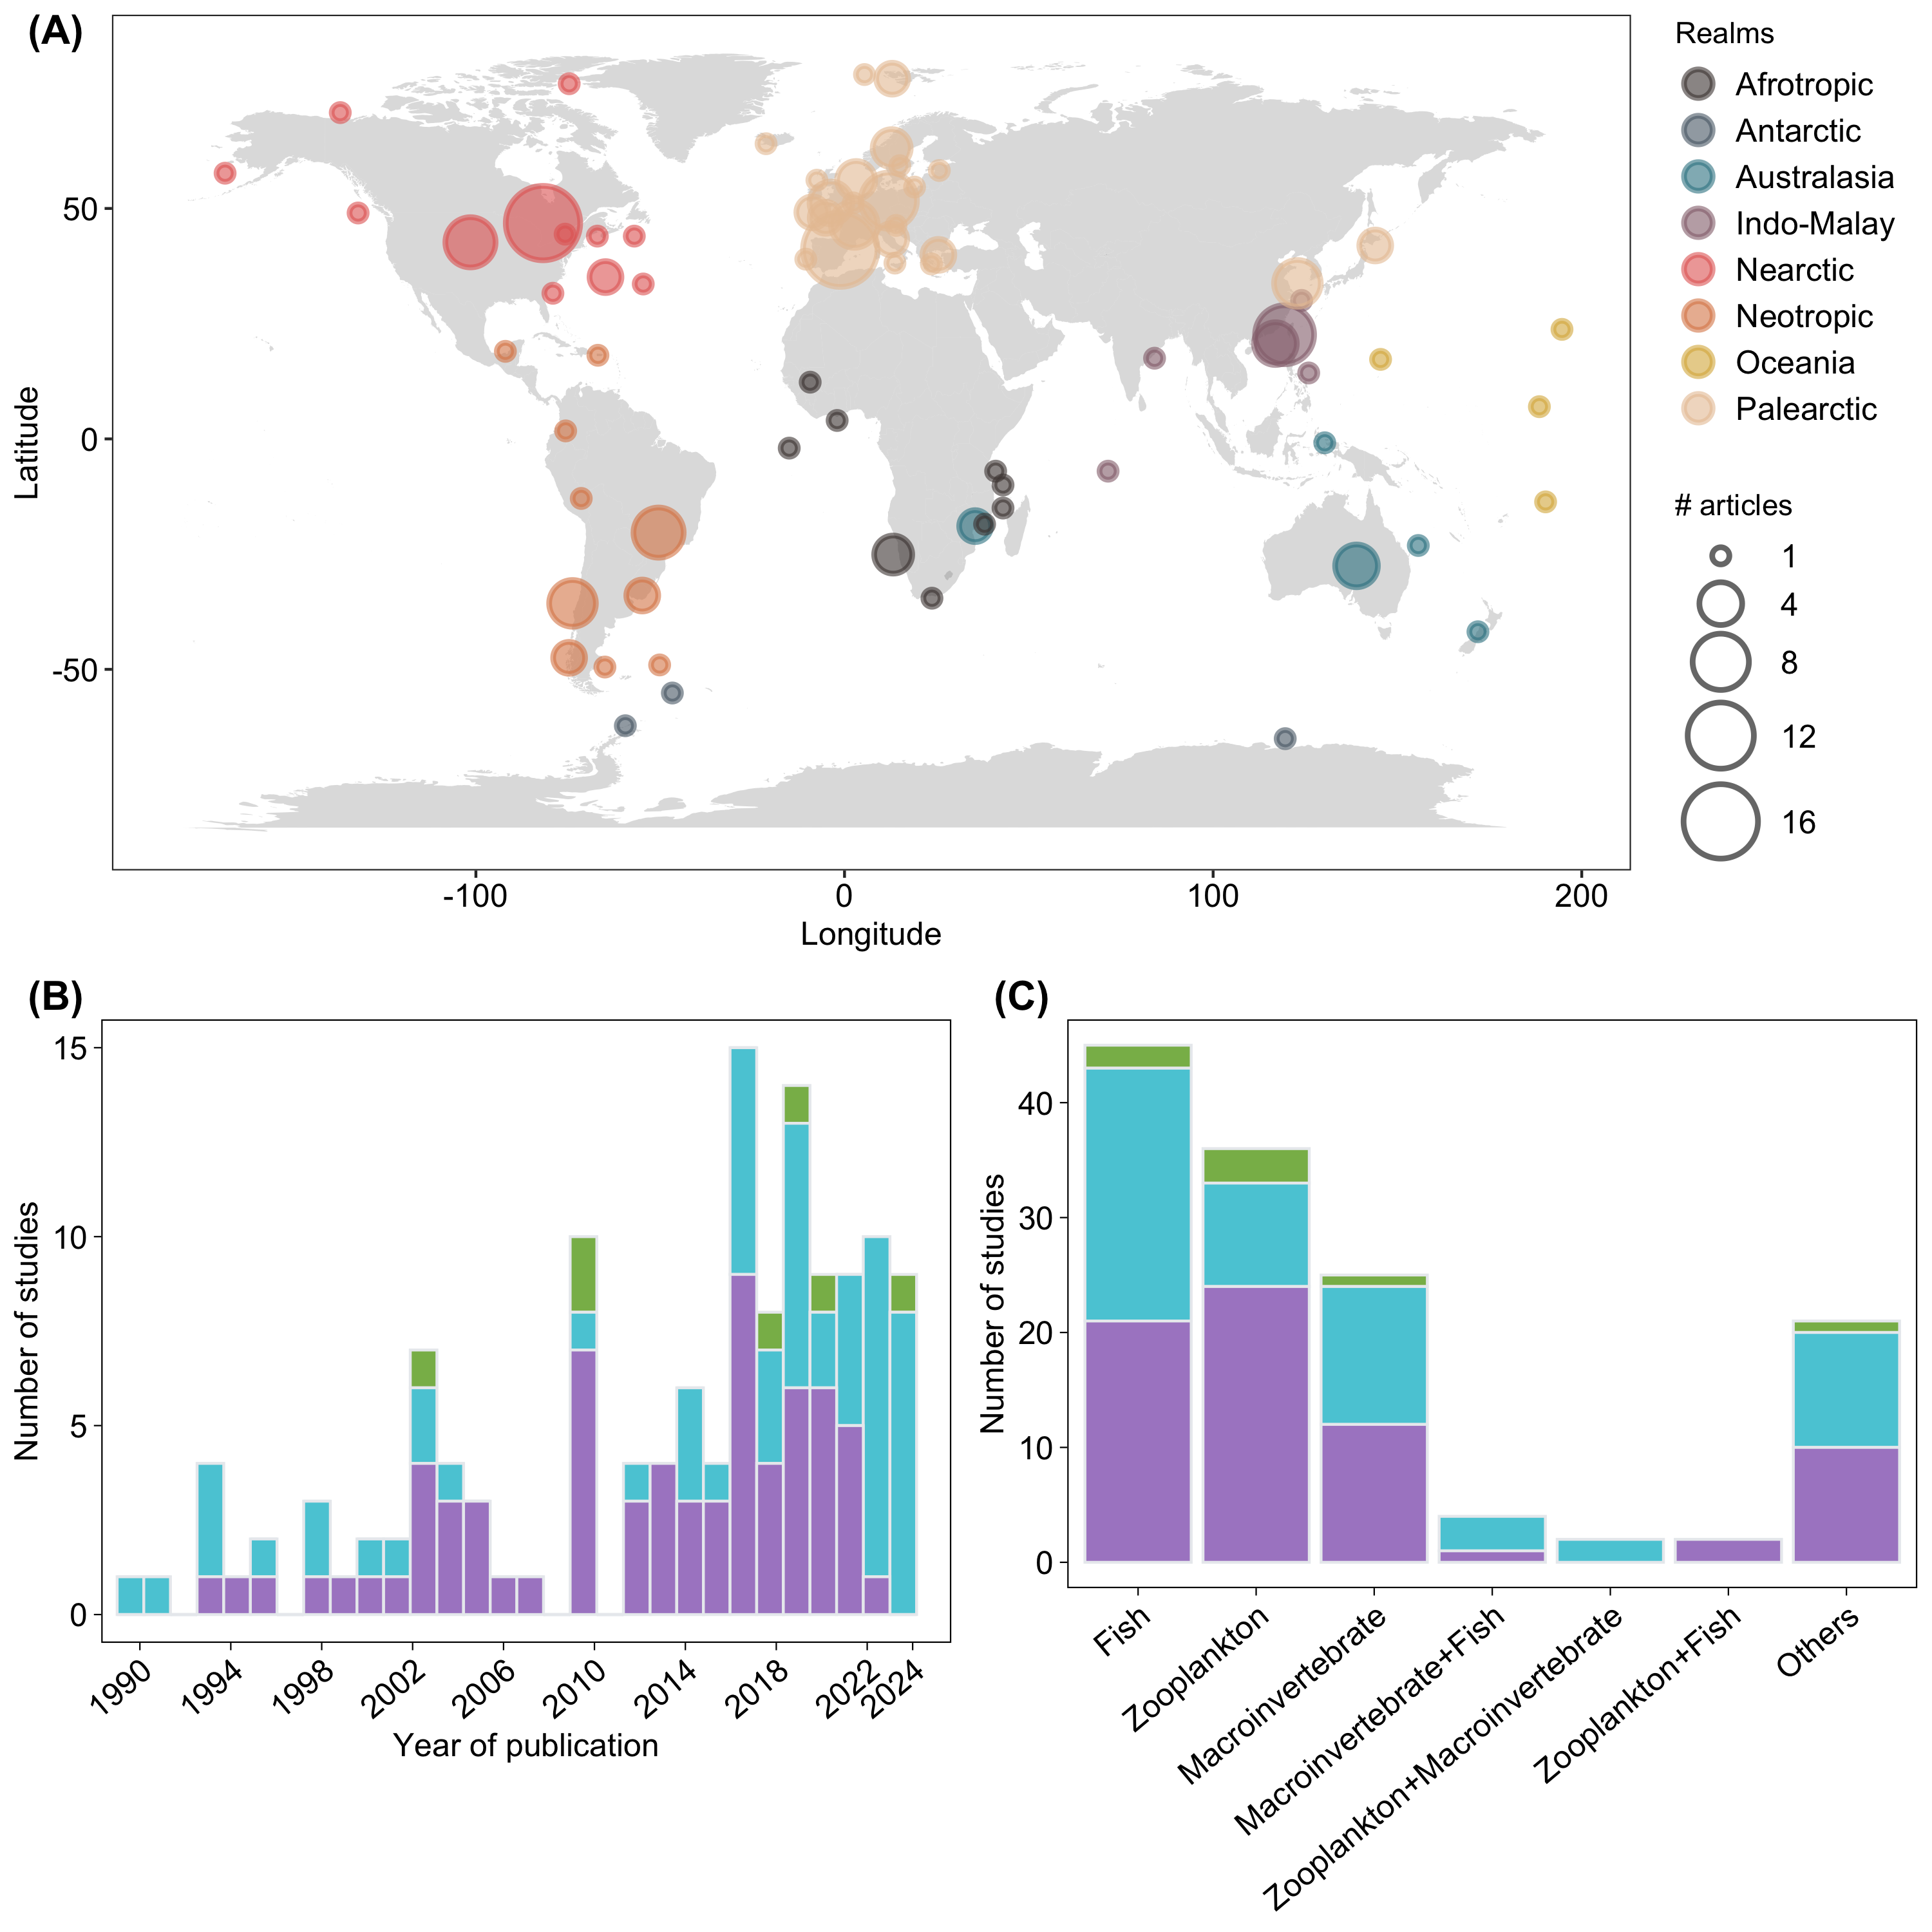 (A)
Realms
Afrotropic
Antarctic
Australasia
Indo-Malay
Nearctic
Neotropic
Oceania
Palearctic
# articles
1
4
8
12
16
Latitude
50
0
-50
-100 0 100 200
Longitude
(B)
Number of studies
15
10
5
0
1990 1994 1998 2002 2006 2010 2014 2018 2022 2024
Year of publication
(C)
Number of studies
40
30
20
10
0
Fish
Zooplankton
Macroinvertebrate
Macroinvertebrate+Fish
Zooplankton+Macroinvertebrate
Zooplankton+Fish
Others